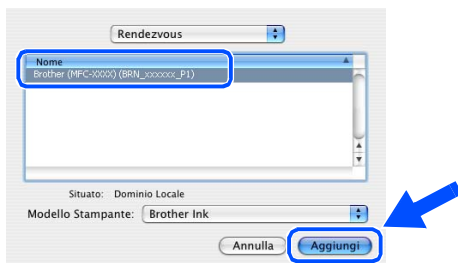 Rendezvous
Nome
Brother (MFC-XXXX) (BRN_xxxxxx_P1)
Situato: Dominio Locale
Modello Stampante: Brother Ink
Annulla Aggiungi